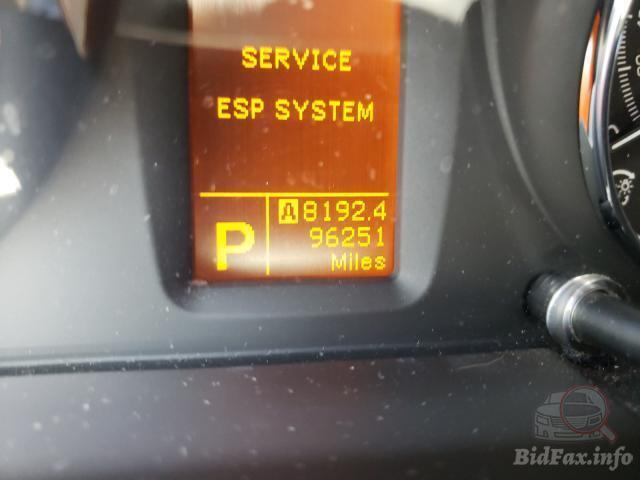 SERVICE
ESP SYSTEM
A 8192.4
P
96251
Miles
BidFax.info